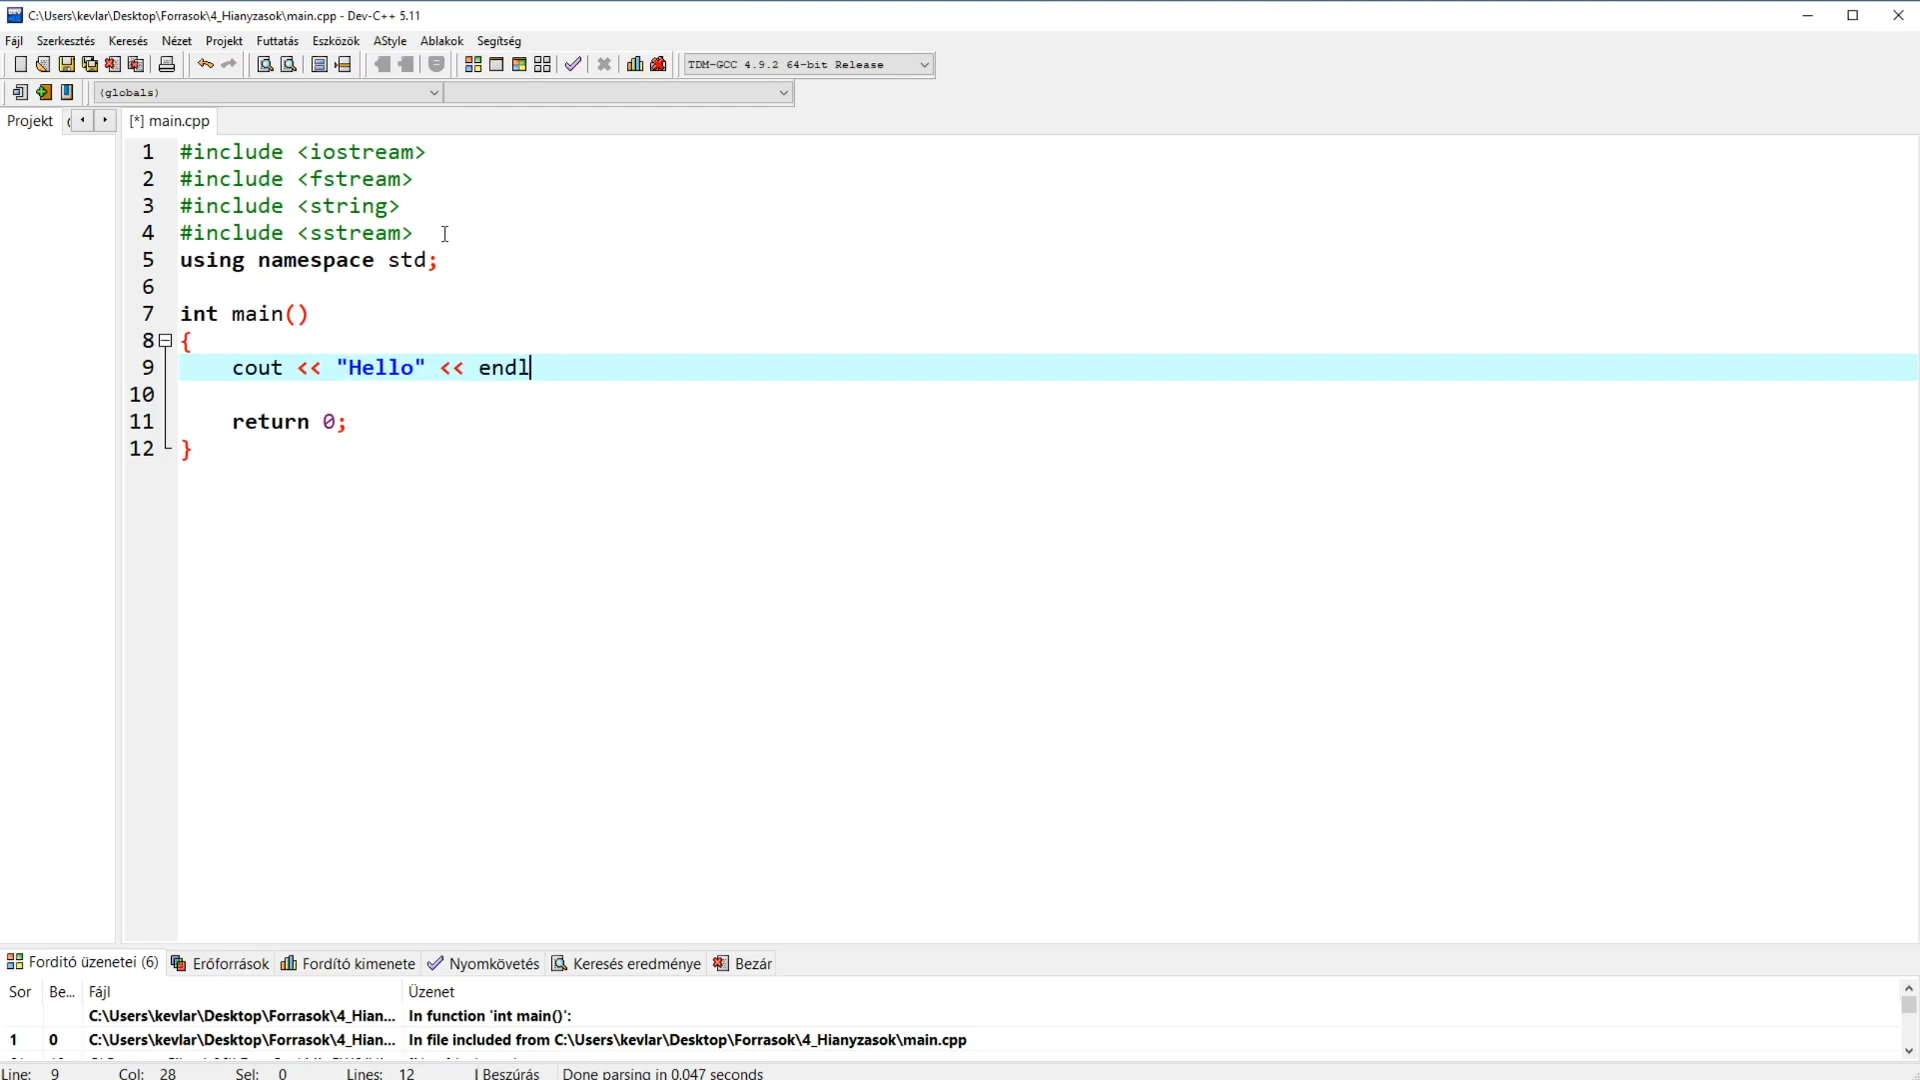 C:\Users\kevlar\Desktop\Forrasok\4_Hianyzasok\main.cpp - Dev-C++ 5.11
Fájl Szerkesztés Keresés Nézet Projekt Futtatás Eszközök AStyle Ablakok Segítség
TDM-GCC 4.9.2 64-bit Release
(globals)
Projekt [*] main.cpp
1 #include <iostream>
2 #include <fstream>
3 #include <string>
4 #include <sstream>
5 using namespace std;
6
7 int main()
8 {
9 cout << "Hello" << endl
10
11 return 0;
12 }
Fordító üzenetei (6) Erőforrások Fordító kimenete Nyomkövetés Keresés eredménye Bezár
Sor Be... Fájl Üzenet
C:\Users\kevlar\Desktop\Forrasok\4_Hian... In function 'int main()':
1 0 C:\Users\kevlar\Desktop\Forrasok\4_Hian... In file included from C:\Users\kevlar\Desktop\Forrasok\4_Hianyzasok\main.cpp
Line: 9 Col: 28 Sel: 0 Lines: 12 Beszúrás Done parsing in 0.047 seconds